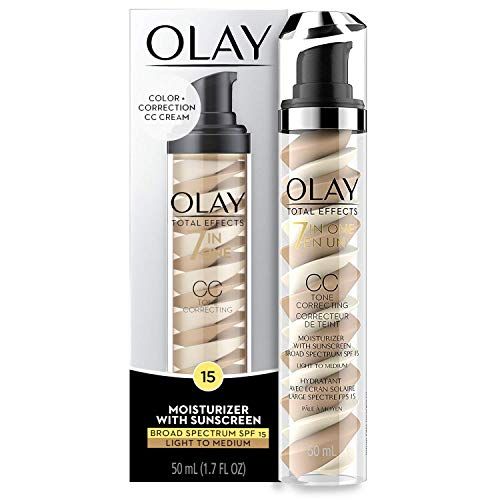 OLAY
COLOR +
CORRECTION
CC CREAM
OLAY
TOTAL EFFECTS
7 IN
ONE
CC
TONE
CORRECTING
15
MOISTURIZER
WITH SUNSCREEN
BROAD SPECTRUM SPF 15
LIGHT TO MEDIUM
50 mL (1.7 FL OZ)
OLAY
TOTAL EFFECTS
7 IN ONE
EN UN
CC
TONE
CORRECTING
CORRECTEUR
DE TEINT
MOISTURIZER
WITH SUNSCREEN
BROAD SPECTRUM SPF 15
LIGHT TO MEDIUM
HYDRATANT
AVEC ÉCRAN SOLAIRE
LARGE SPECTRE FPS 15
PÂLE À MOYEN
50 mL